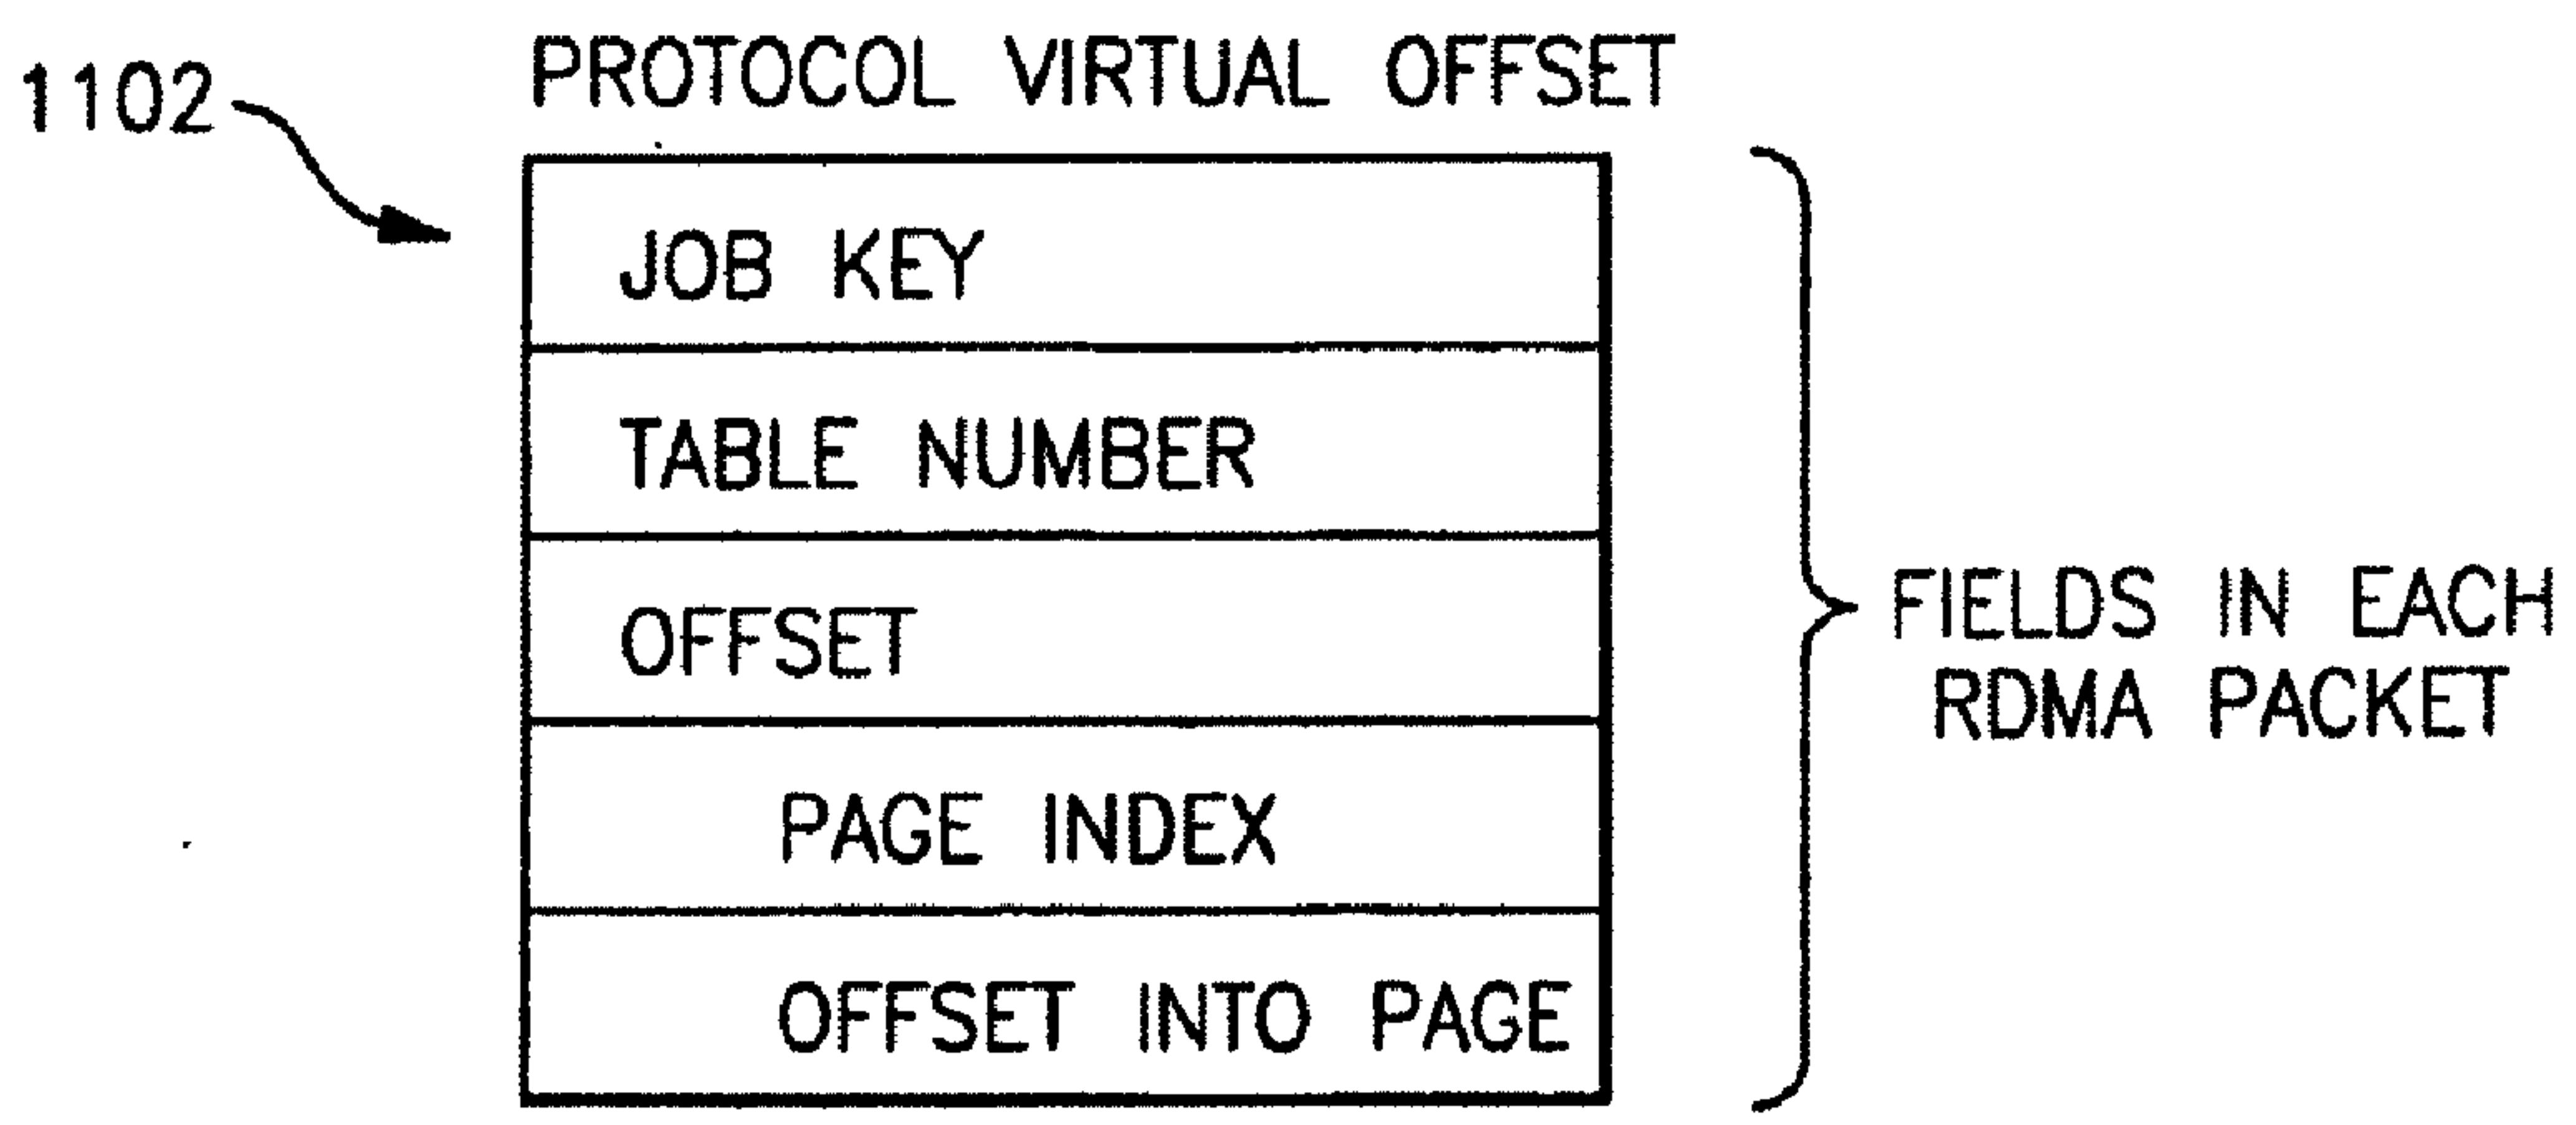 1102
PROTOCOL VIRTUAL OFFSET
JOB KEY
TABLE NUMBER
OFFSET
PAGE INDEX
OFFSET INTO PAGE
FIELDS IN EACH
RDMA PACKET